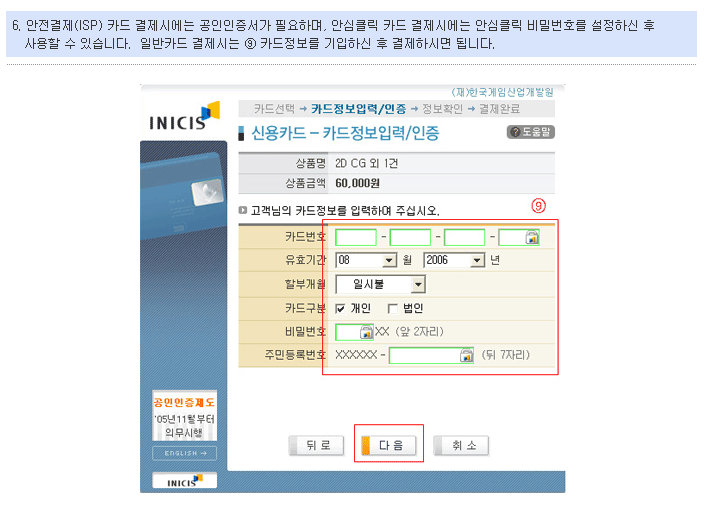 6. 안전결제(ISP) 카드 결제시에는 공인인증서가 필요하며, 안심클릭 카드 결제시에는 안심클릭 비밀번호를 설정하신 후
사용할 수 있습니다. 일반카드 결제시는 ⑨ 카드정보를 기입하신 후 결제하시면 됩니다.
(재)한국게임산업개발원
INICIS
카드선택 → 카드정보입력/인증 → 정보확인 → 결제완료
신용카드 - 카드정보입력/인증
? 도움말
상품명 2D CG 외 1건
상품금액 60,000원
고객님의 카드정보를 입력하여 주십시오.
⑨
카드번호 - - -
유효기간 08 월 2006 년
할부개월 일시불
카드구분 개인 법인
비밀번호 XX (앞 2자리)
주민등록번호 XXXXXX - (뒤 7자리)
공인인증제도
'05년11월부터
의무시행
ENGLISH →
뒤 로 다 음 취 소
INICIS